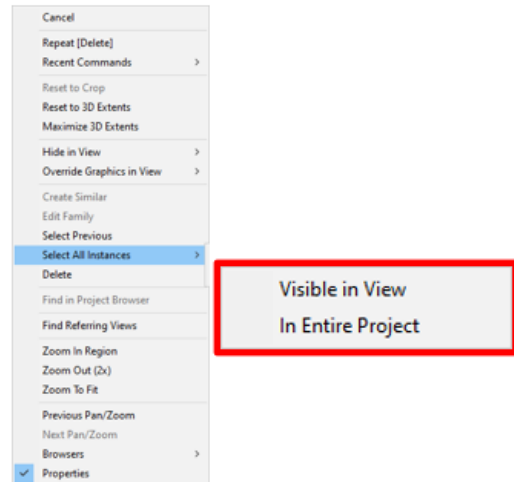 Cancel
Repeat [Delete]
Recent Commands
Reset to Crop
Reset to 3D Extents
Maximize 3D Extents
Hide in View
Override Graphics in View
Create Similar
Edit Family
Select Previous
Select All Instances
Delete
Find in Project Browser
Find Referring Views
Zoom In Region
Zoom Out (2x)
Zoom To Fit
Previous Pan/Zoom
Next Pan/Zoom
Browsers
Properties
Visible in View
In Entire Project